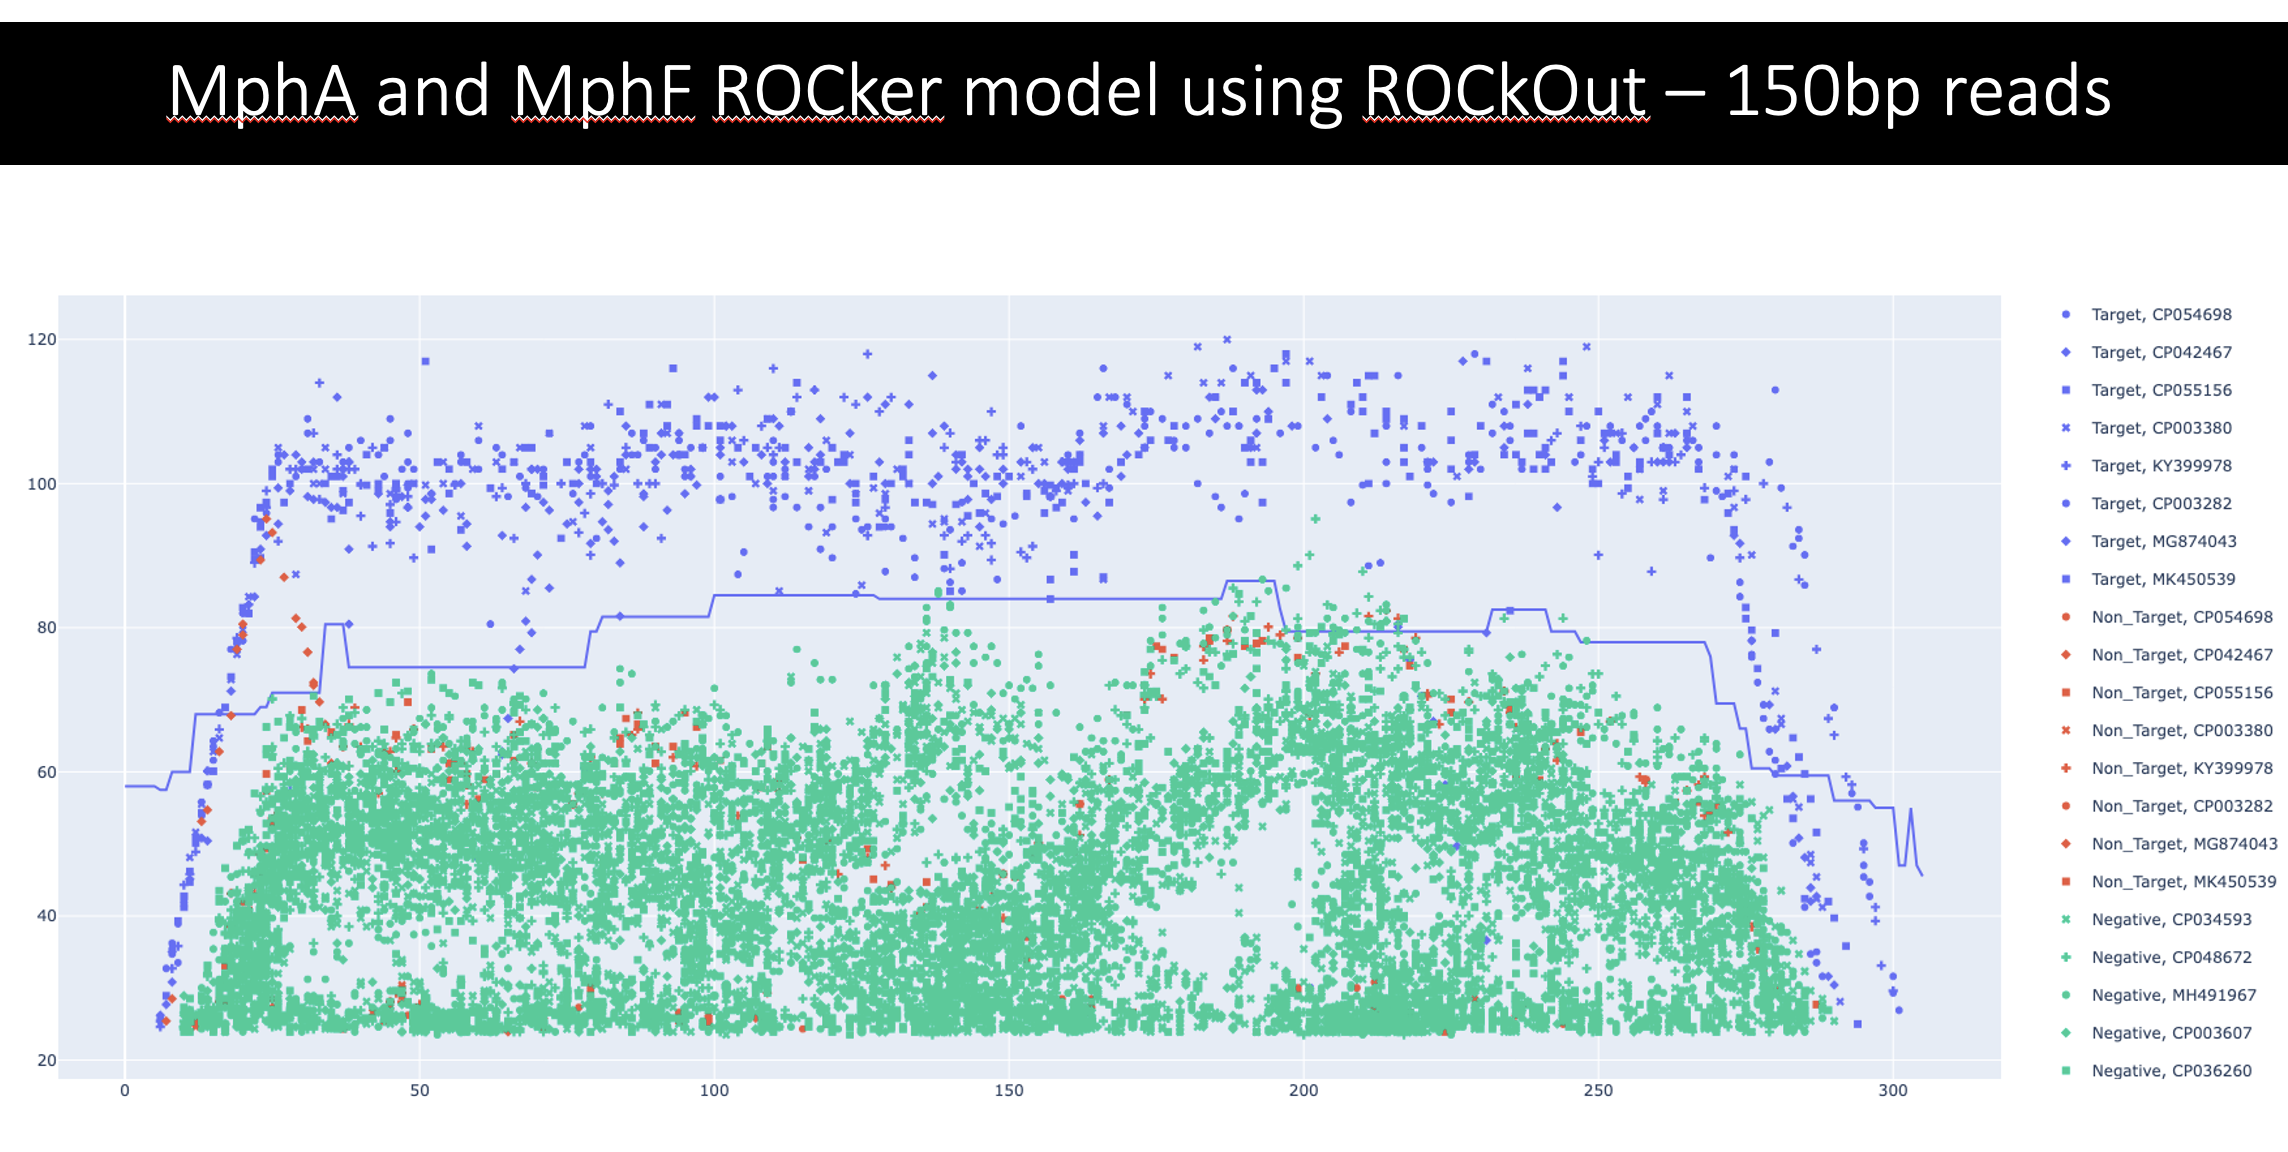 MphA and MphF ROCker model using ROCkOut – 150bp reads
120
100
80
60
40
20
0 50 100 150 200 250 300
Target, CP054698
Target, CP042467
Target, CP055156
Target, CP003380
Target, KY399978
Target, CP003282
Target, MG874043
Target, MK450539
Non_Target, CP054698
Non_Target, CP042467
Non_Target, CP055156
Non_Target, CP003380
Non_Target, KY399978
Non_Target, CP003282
Non_Target, MG874043
Non_Target, MK450539
Negative, CP034593
Negative, CP048672
Negative, MH491967
Negative, CP003607
Negative, CP036260